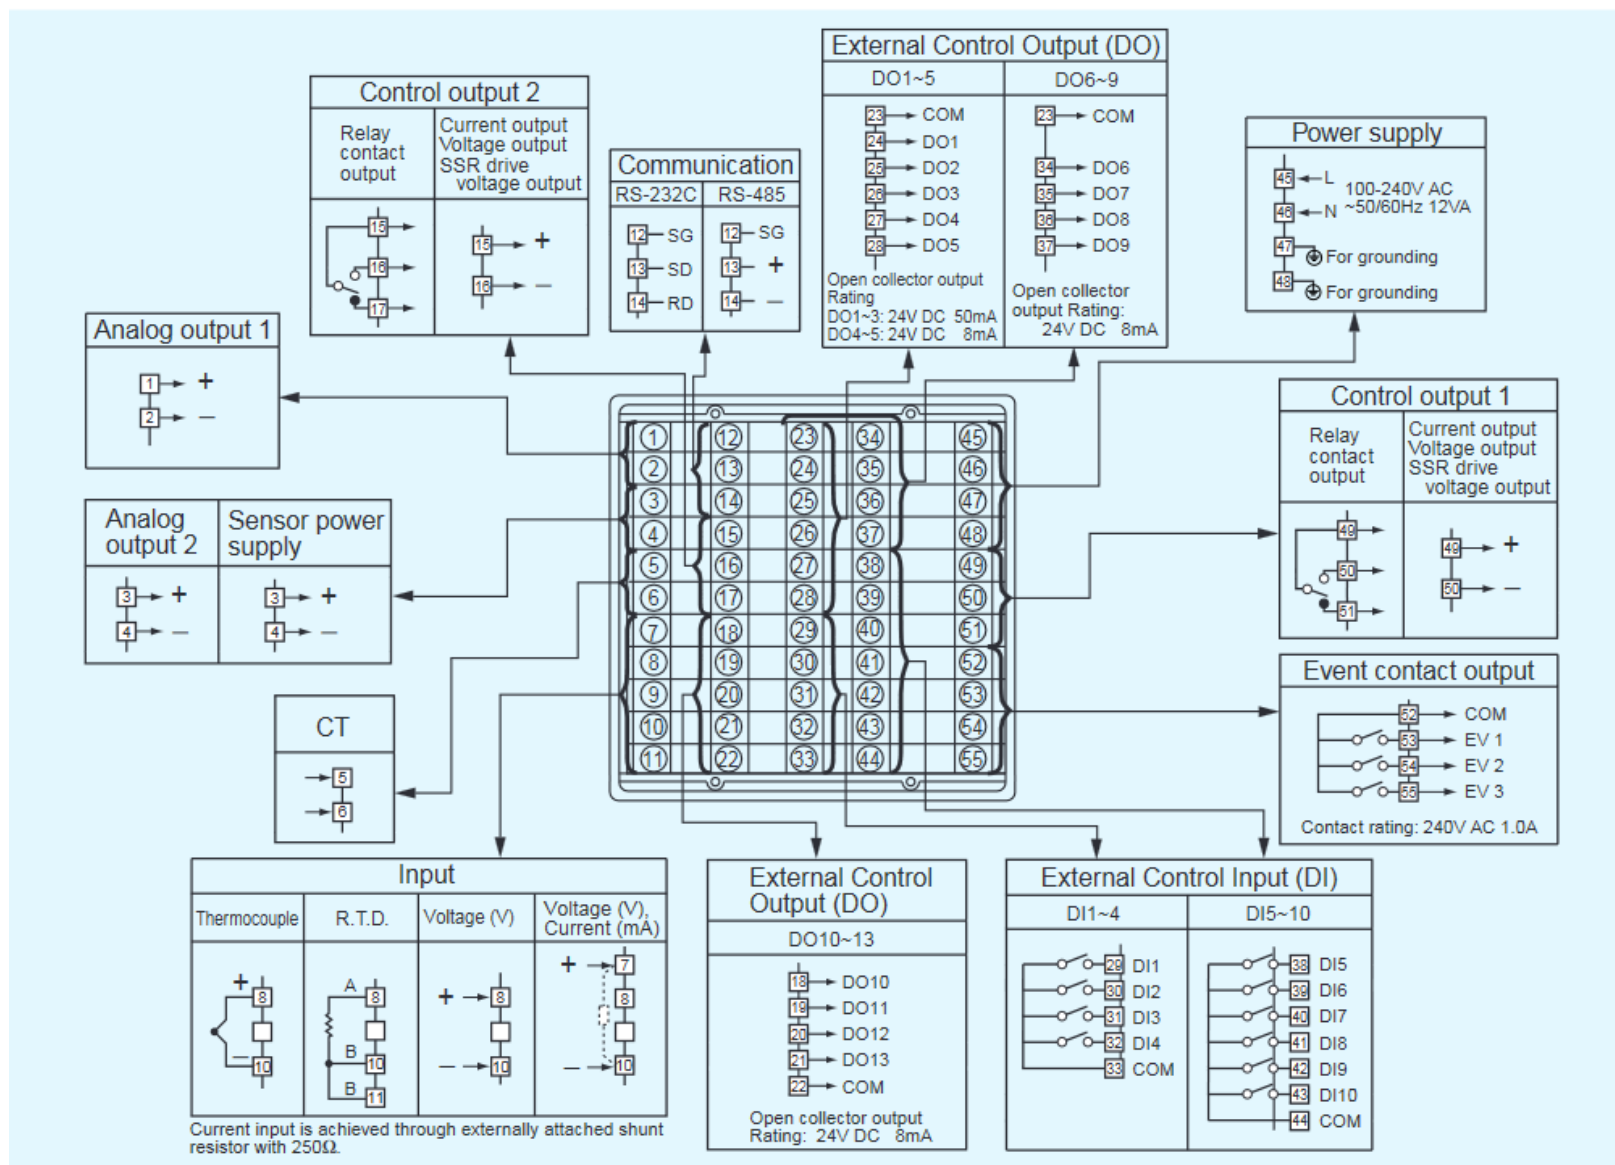 External Control Output (DO)
DO1~5
DO6~9
23 COM
24 DO1
25 DO2
26 DO3
27 DO4
28 DO5
Open collector output
Rating
DO1~3: 24V DC 50mA
DO4~5: 24V DC 8mA
23 COM
34 DO6
35 DO7
36 DO8
37 DO9
Open collector
output Rating:
24V DC 8mA
Control output 2
Relay
contact
output
Current output
Voltage output
SSR drive
voltage output
15
16
17
15 +
16 −
Communication
RS-232C
RS-485
12 SG
13 SD
14 RD
12 SG
13 +
14 −
Power supply
45 L
46 N
100-240V AC
~50/60Hz 12VA
47 For grounding
48 For grounding
Analog output 1
1 +
2 −
Control output 1
Relay
contact
output
Current output
Voltage output
SSR drive
voltage output
49
50
51
49 +
50 −
1 12 23 34 45
2 13 24 35 46
3 14 25 36 47
4 15 26 37 48
5 16 27 38 49
6 17 28 39 50
7 18 29 40 51
8 19 30 41 52
9 20 31 42 53
10 21 32 43 54
11 22 33 44 55
Analog
output 2
Sensor power
supply
3 +
4 −
3 +
4 −
Event contact output
52 COM
53 EV 1
54 EV 2
55 EV 3
Contact rating: 240V AC 1.0A
CT
5
6
Input
Thermocouple
R.T.D.
Voltage (V)
Voltage (V),
Current (mA)
+ 8
− 10
A 8
B 10
B 11
+ 8
− 10
+ 7
8
− 10
Current input is achieved through externally attached shunt
resistor with 250Ω.
External Control
Output (DO)
DO10~13
18 DO10
19 DO11
20 DO12
21 DO13
22 COM
Open collector output
Rating: 24V DC 8mA
External Control Input (DI)
DI1~4
DI5~10
29 DI1
30 DI2
31 DI3
32 DI4
33 COM
38 DI5
39 DI6
40 DI7
41 DI8
42 DI9
43 DI10
44 COM